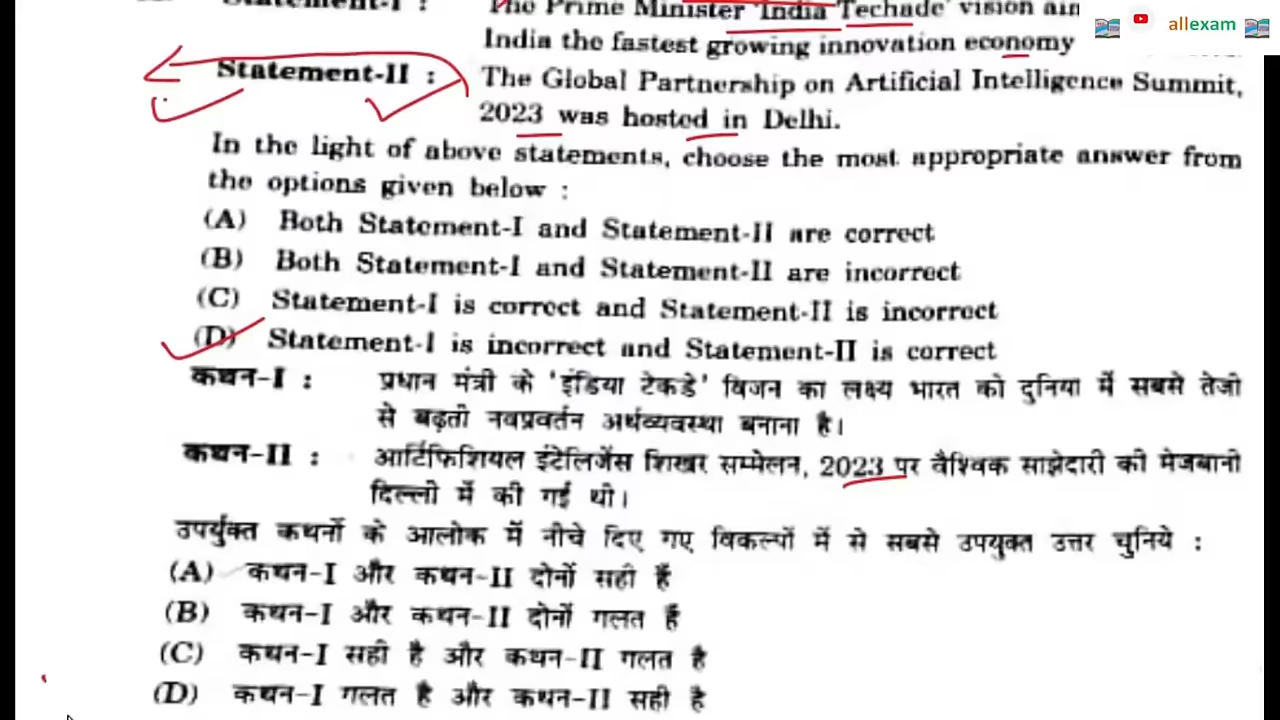 Statement-I :
The Prime Minister 'India Techade' vision
India the fastest growing innovation economy
allexam
Statement-II :
The Global Partnership on Artificial Intelligence Summit,
2023 was hosted in Delhi.
In the light of above statements, choose the most appropriate answer from
the options given below :
(A) Both Statement-I and Statement-II are correct
(B) Both Statement-I and Statement-II are incorrect
(C) Statement-I is correct and Statement-II is incorrect
(D) Statement-I is incorrect and Statement-II is correct
कथन-I : प्रधान मंत्री के 'इंडिया टेकडे' विजन का लक्ष्य भारत को दुनिया में सबसे तेजी
से बढ़ती नवप्रवर्तन अर्थव्यवस्था बनाना है।
कथन-II : आर्टिफिशियल इंटेलिजेंस शिखर सम्मेलन, 2023 पर वैश्विक साझेदारी की मेजबानी
दिल्ली में की गई थी।
उपर्युक्त कथनों के आलोक में नीचे दिए गए विकल्पों में से सबसे उपयुक्त उत्तर चुनिये :
(A) कथन-I और कथन-II दोनों सही हैं
(B) कथन-I और कथन-II दोनों गलत हैं
(C) कथन-I सही है और कथन-II गलत है
(D) कथन-I गलत है और कथन-II सही है